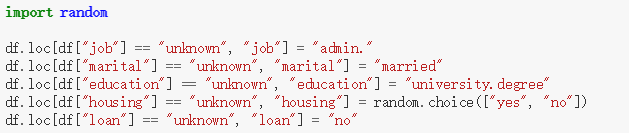 import random
df.loc[df["job"] == "unknown", "job"] = "admin."
df.loc[df["marital"] == "unknown", "marital"] = "married"
df.loc[df["education"] == "unknown", "education"] = "university.degree"
df.loc[df["housing"] == "unknown", "housing"] = random.choice(["yes", "no"])
df.loc[df["loan"] == "unknown", "loan"] = "no"